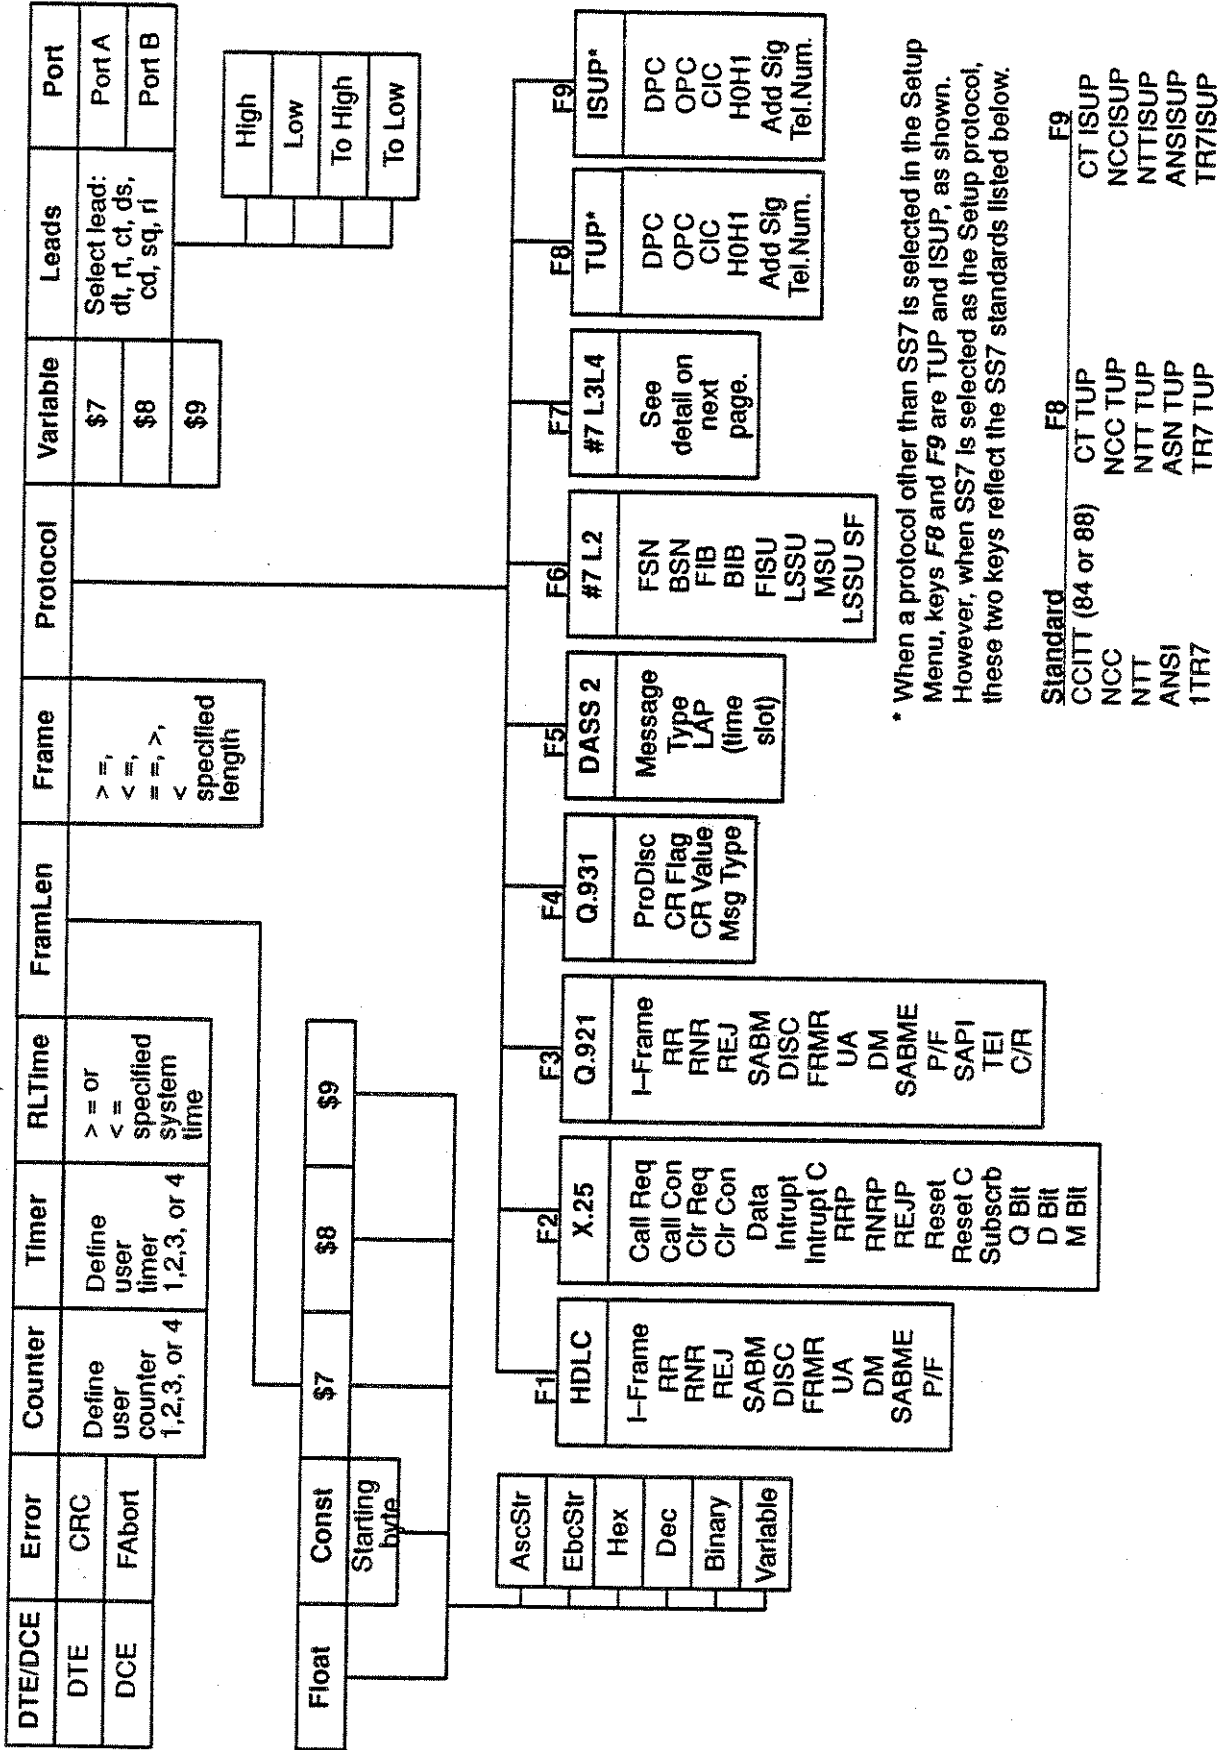 DTE/DCE Error Counter Timer RLTime FramLen Frame Protocol Variable Leads Port
DTE
DCE
CRC
FAbort
Define
user
counter
1,2,3, or 4
Define
user
timer
1,2,3, or 4
> = or
< =
specified
system
time
> =,
< =,
= =, >,
<
specified
length
$7
$8
$9
Select lead:
dt, rt, ct, ds,
cd, sq, ri
Port A
Port B
High
Low
To High
To Low
Float Const $7 $8 $9
Starting
byte
AscStr
EbcStr
Hex
Dec
Binary
Variable
F1
HDLC
I–Frame
RR
RNR
REJ
SABM
DISC
FRMR
UA
DM
SABME
P/F
F2
X.25
Call Req
Call Con
Clr Req
Clr Con
Data
Intrupt
Intrupt C
RRP
RNRP
REJP
Reset
Reset C
Subscrb
Q Bit
D Bit
M Bit
F3
Q.921
I–Frame
RR
RNR
REJ
SABM
DISC
FRMR
UA
DM
SABME
P/F
SAPI
TEI
C/R
F4
Q.931
ProDisc
CR Flag
CR Value
Msg Type
F5
DASS 2
Message
Type
LAP
(time
slot)
F6
#7 L2
FSN
BSN
FIB
BIB
FISU
LSSU
MSU
LSSU SF
F7
#7 L3L4
See
detail on
next
page.
F8
TUP*
DPC
OPC
CIC
H0H1
Add Sig
Tel.Num.
F9
ISUP*
DPC
OPC
CIC
H0H1
Add Sig
Tel.Num.
* When a protocol other than SS7 is selected in the Setup
Menu, keys F8 and F9 are TUP and ISUP, as shown.
However, when SS7 is selected as the Setup protocol,
these two keys reflect the SS7 standards listed below.
Standard F8 F9
CCITT (84 or 88) CT TUP CT ISUP
NCC NCC TUP NCCISUP
NTT NTT TUP NTTISUP
ANSI ASN TUP ANSISUP
1TR7 TR7 TUP TR7ISUP